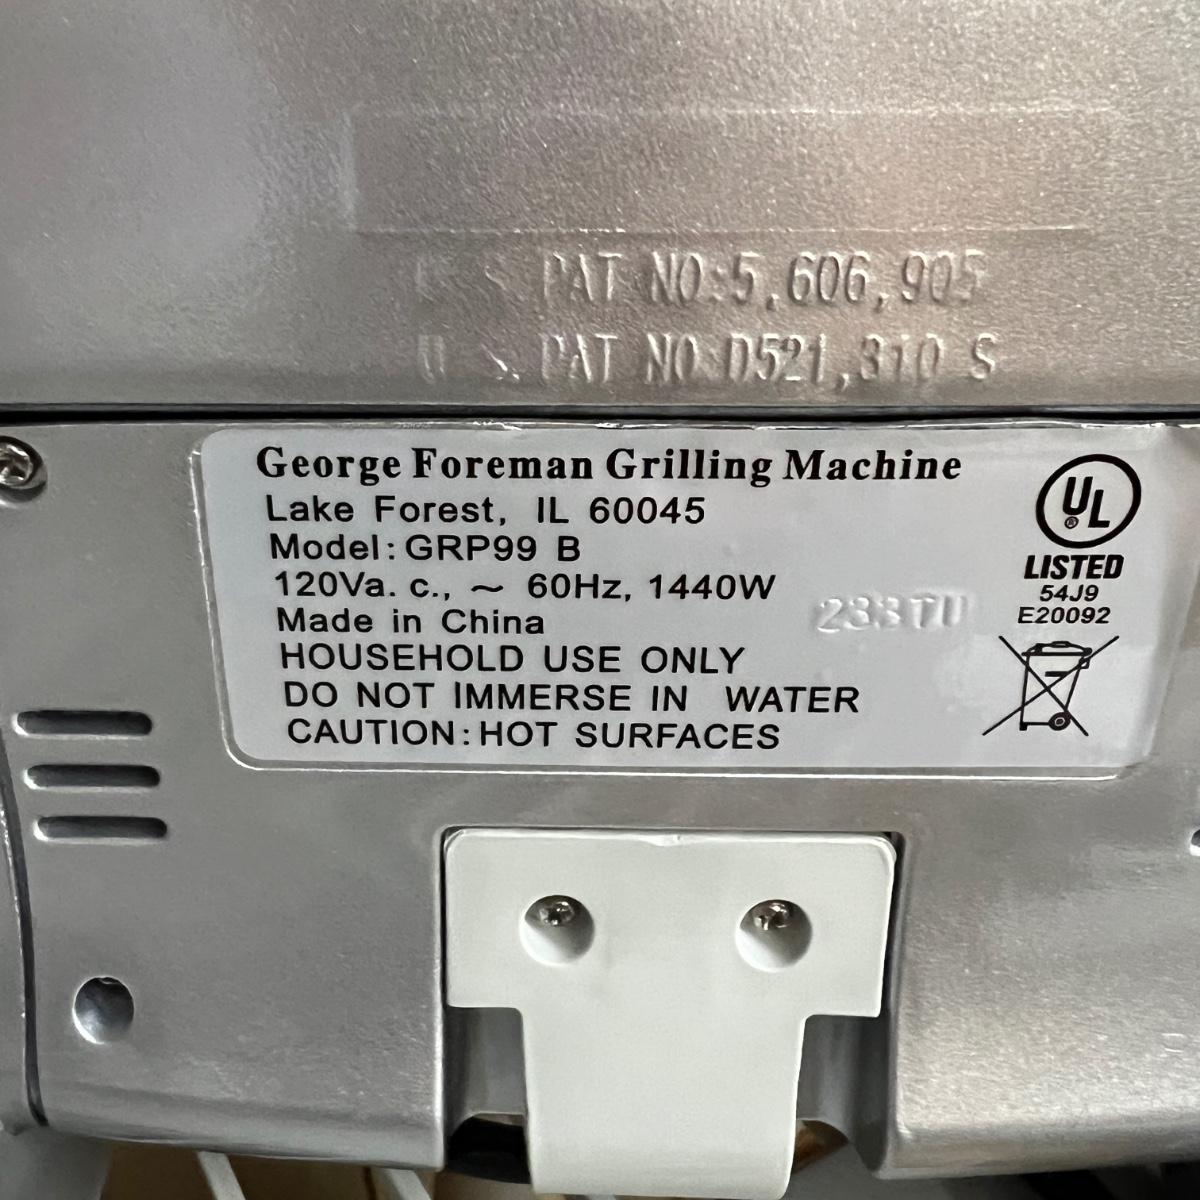 U S PAT NO:5,606,905
U S PAT NO:D521,310 S
George Foreman Grilling Machine
Lake Forest, IL 60045
Model:GRP99 B
120Va. c., ~ 60Hz, 1440W
Made in China
HOUSEHOLD USE ONLY
DO NOT IMMERSE IN WATER
CAUTION:HOT SURFACES
UL
®
LISTED
54J9
E20092